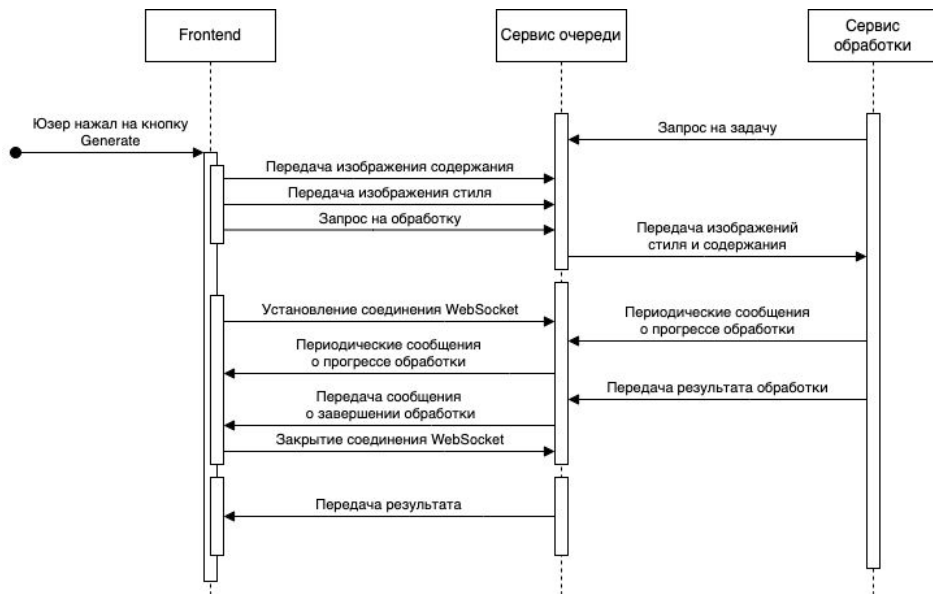 Frontend
Сервис очереди
Сервис
обработки
Юзер нажал на кнопку
Generate
Запрос на задачу
Передача изображения содержания
Передача изображения стиля
Запрос на обработку
Передача изображений
стиля и содержания
Установление соединения WebSocket
Периодические сообщения
о прогрессе обработки
Периодические сообщения
о прогрессе обработки
Передача результата обработки
Передача сообщения
о завершении обработки
Закрытие соединения WebSocket
Передача результата